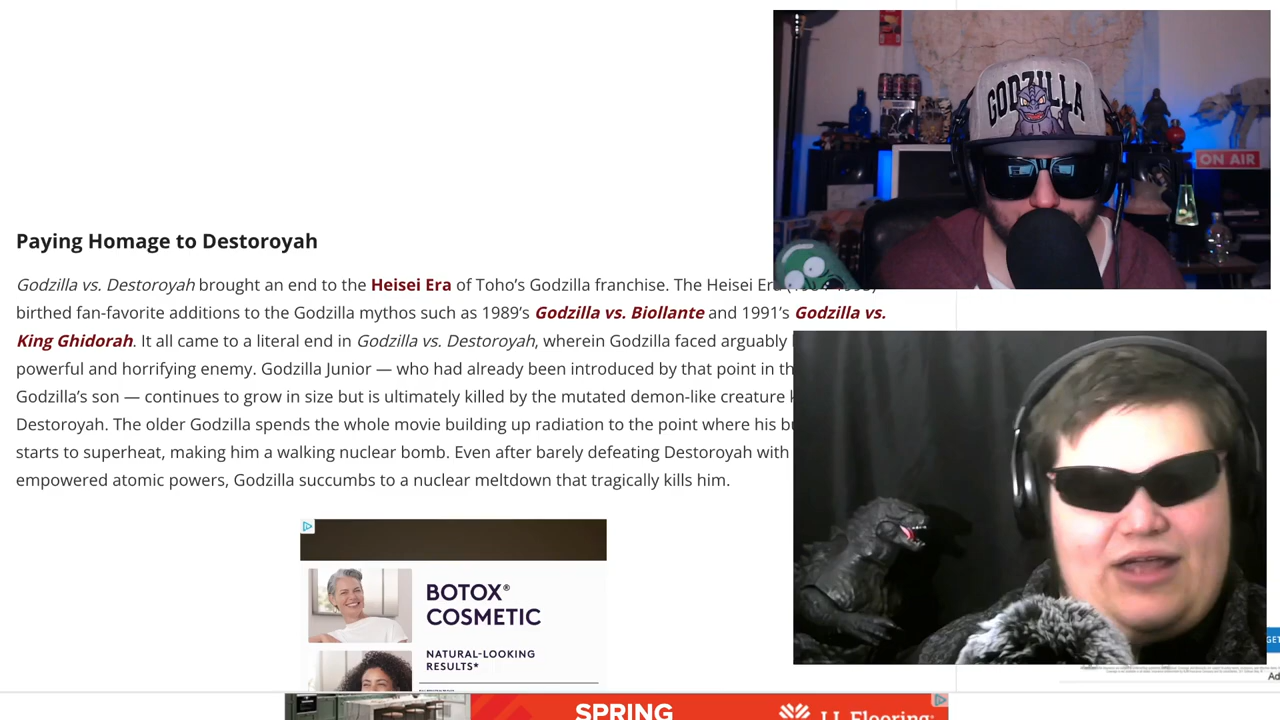 GODZILLA
ON AIR
Paying Homage to Destoroyah
Godzilla vs. Destoroyah brought an end to the Heisei Era of Toho’s Godzilla franchise. The Heisei Era
birthed fan-favorite additions to the Godzilla mythos such as 1989’s Godzilla vs. Biollante and 1991’s Godzilla vs.
King Ghidorah. It all came to a literal end in Godzilla vs. Destoroyah, wherein Godzilla faced arguably
powerful and horrifying enemy. Godzilla Junior — who had already been introduced by that point in th
Godzilla’s son — continues to grow in size but is ultimately killed by the mutated demon-like creature
Destoroyah. The older Godzilla spends the whole movie building up radiation to the point where his
starts to superheat, making him a walking nuclear bomb. Even after barely defeating Destoroyah with
empowered atomic powers, Godzilla succumbs to a nuclear meltdown that tragically kills him.
BOTOX®
COSMETIC
NATURAL-LOOKING
RESULTS*
GET
Ad
SPRING
LL Flooring